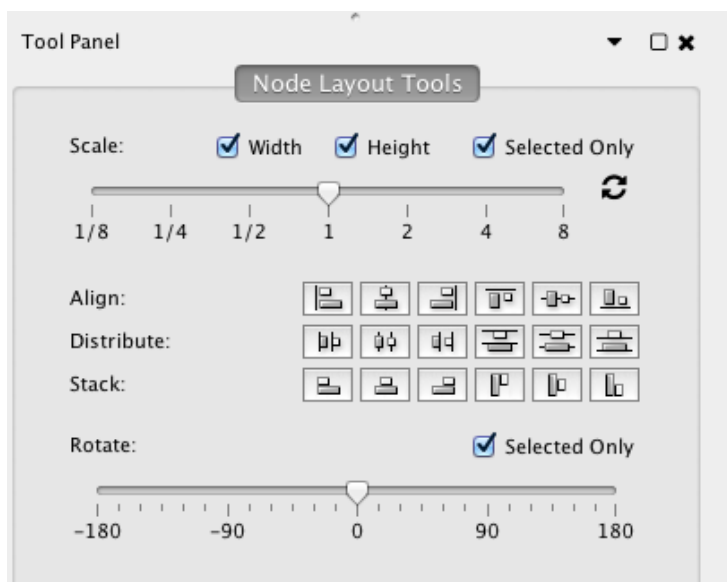 Tool Panel
Node Layout Tools
Scale: Width Height Selected Only
1/8 1/4 1/2 1 2 4 8
Align:
Distribute:
Stack:
Rotate: Selected Only
-180 -90 0 90 180